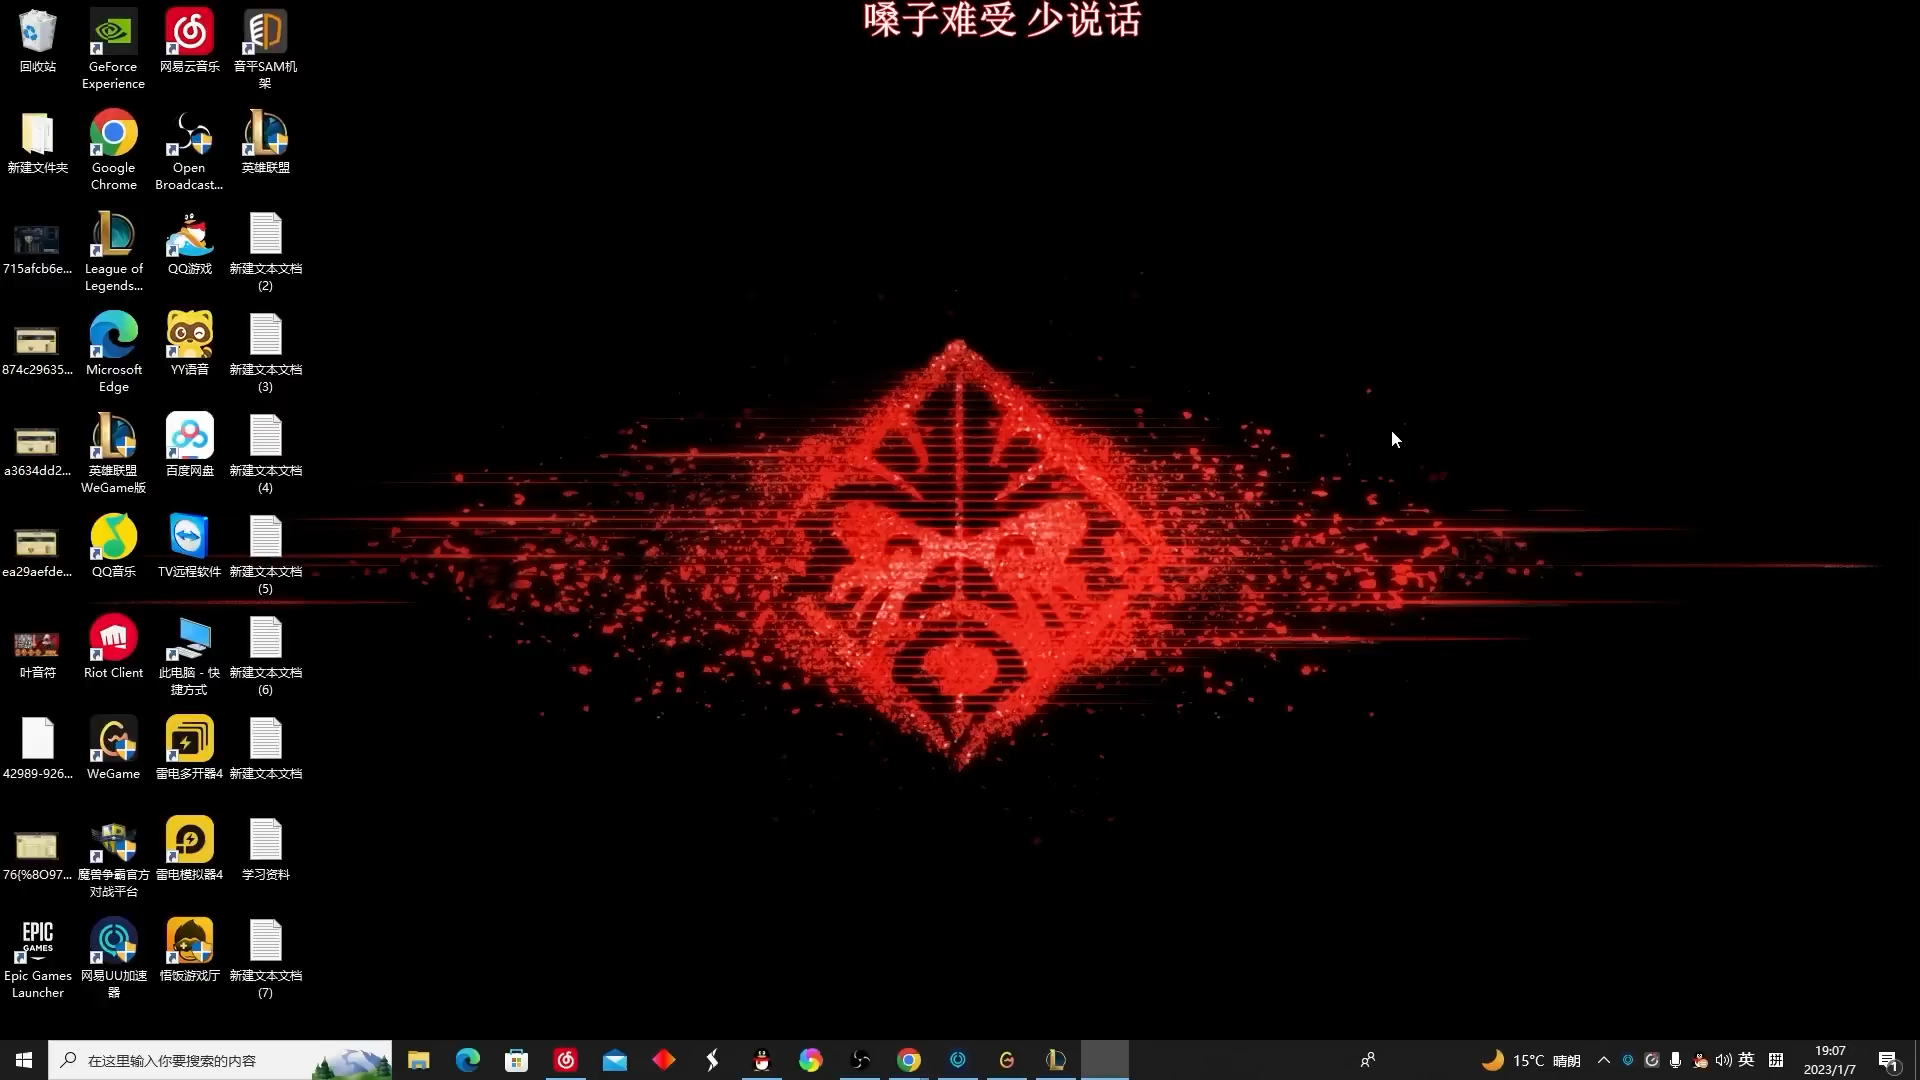 嗓子难受 少说话
回收站
GeForce
Experience
网易云音乐
音平SAM机
架
新建文件夹
Google
Chrome
Open
Broadcast...
英雄联盟
715afcb6e...
League of
Legends...
QQ游戏
新建文本文档
(2)
874c29635...
Microsoft
Edge
YY语音
新建文本文档
(3)
a3634dd2...
英雄联盟
WeGame版
百度网盘
新建文本文档
(4)
ea29aefde...
QQ音乐
TV远程软件
新建文本文档
(5)
叶音符
Riot Client
此电脑 - 快
捷方式
新建文本文档
(6)
42989-926...
WeGame
雷电多开器4
新建文本文档
76{%8O97...
魔兽争霸官方
对战平台
雷电模拟器4
学习资料
EPIC
GAMES
Epic Games
Launcher
网易UU加速
器
悟饭游戏厅
新建文本文档
(7)
在这里输入你要搜索的内容
15°C 晴朗
英
拼
19:07
2023/1/7
1